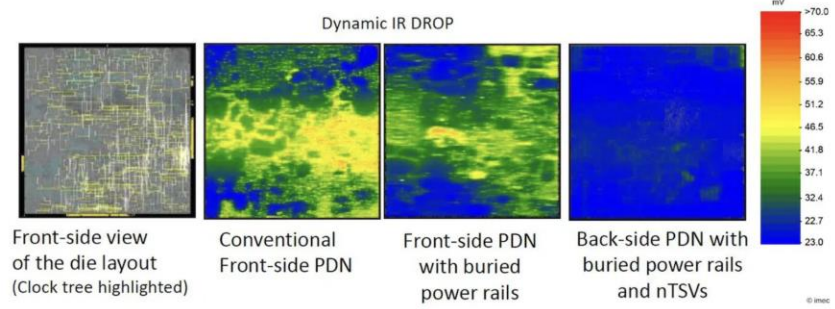 Dynamic IR DROP
mV
>70.0
65.3
60.6
55.9
51.2
46.5
41.8
37.1
32.4
22.7
23.0
Front-side view
of the die layout
(Clock tree highlighted)
Conventional
Front-side PDN
Front-side PDN
with buried
power rails
Back-side PDN with
buried power rails
and nTSVs
© imec